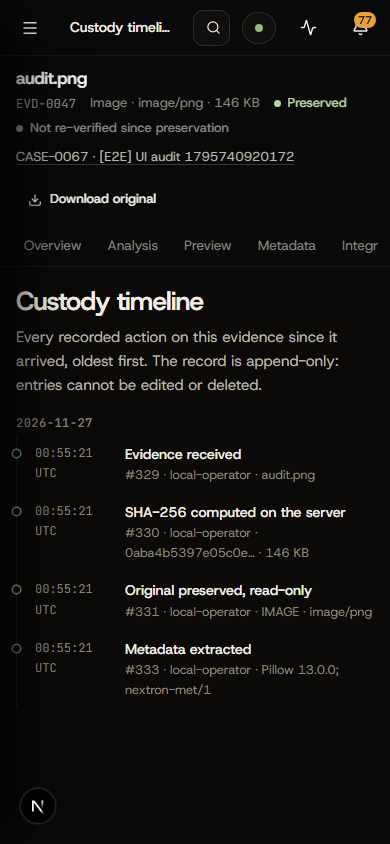 Custody timeli...
77
audit.png
EVD-0047 Image · image/png · 146 KB Preserved
Not re-verified since preservation
CASE-0067 · [E2E] UI audit 1795740920172
Download original
Overview Analysis Preview Metadata Integr
Custody timeline
Every recorded action on this evidence since it
arrived, oldest first. The record is append-only:
entries cannot be edited or deleted.
2026-11-27
00:55:21 Evidence received
UTC #329 · local-operator · audit.png
00:55:21 SHA-256 computed on the server
UTC #330 · local-operator ·
0aba4b5397e05c0e… · 146 KB
00:55:21 Original preserved, read-only
UTC #331 · local-operator · IMAGE · image/png
00:55:21 Metadata extracted
UTC #333 · local-operator · Pillow 13.0.0;
nextron-met/1
N